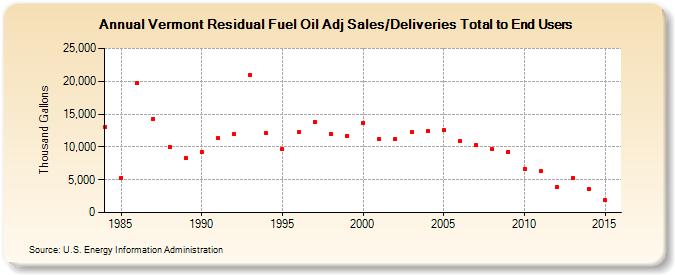 Annual Vermont Residual Fuel Oil Adj Sales/Deliveries Total to End Users
Thousand Gallons
25,000
20,000
15,000
10,000
5,000
0
1985 1990 1995 2000 2005 2010 2015
Source: U.S. Energy Information Administration